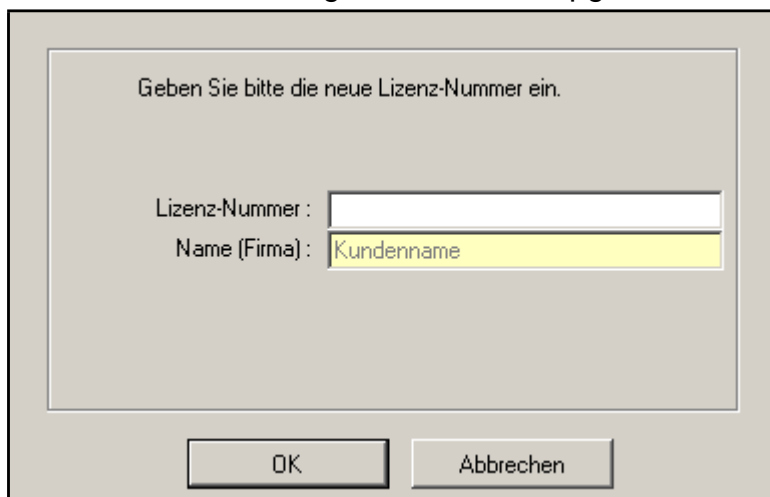 Geben Sie bitte die neue Lizenz-Nummer ein.
Lizenz-Nummer :
Name (Firma) : Kundenname
OK Abbrechen